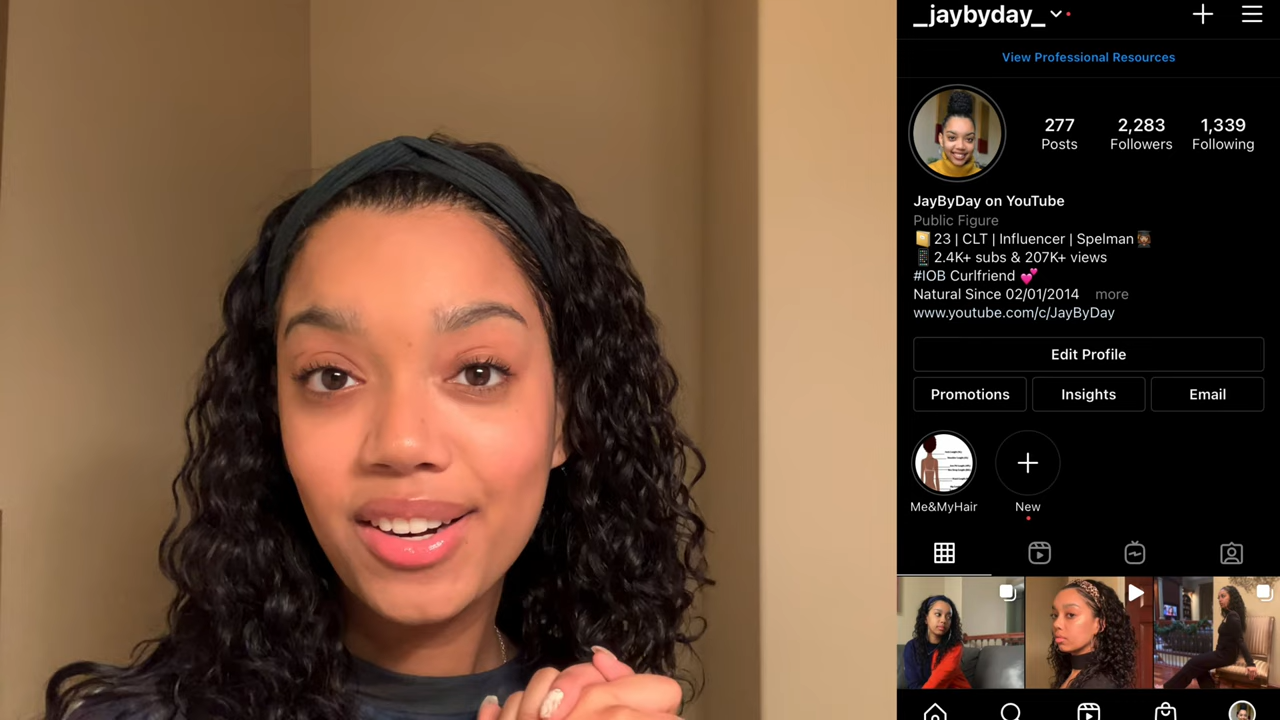 _jaybyday_
View Professional Resources
277 2,283 1,339
Posts Followers Following
JayByDay on YouTube
Public Figure
23 | CLT | Influencer | Spelman
2.4K+ subs & 207K+ views
#IOB Curlfriend 💕
Natural Since 02/01/2014 more
www.youtube.com/c/JayByDay
Edit Profile
Promotions Insights Email
Me&MyHair New